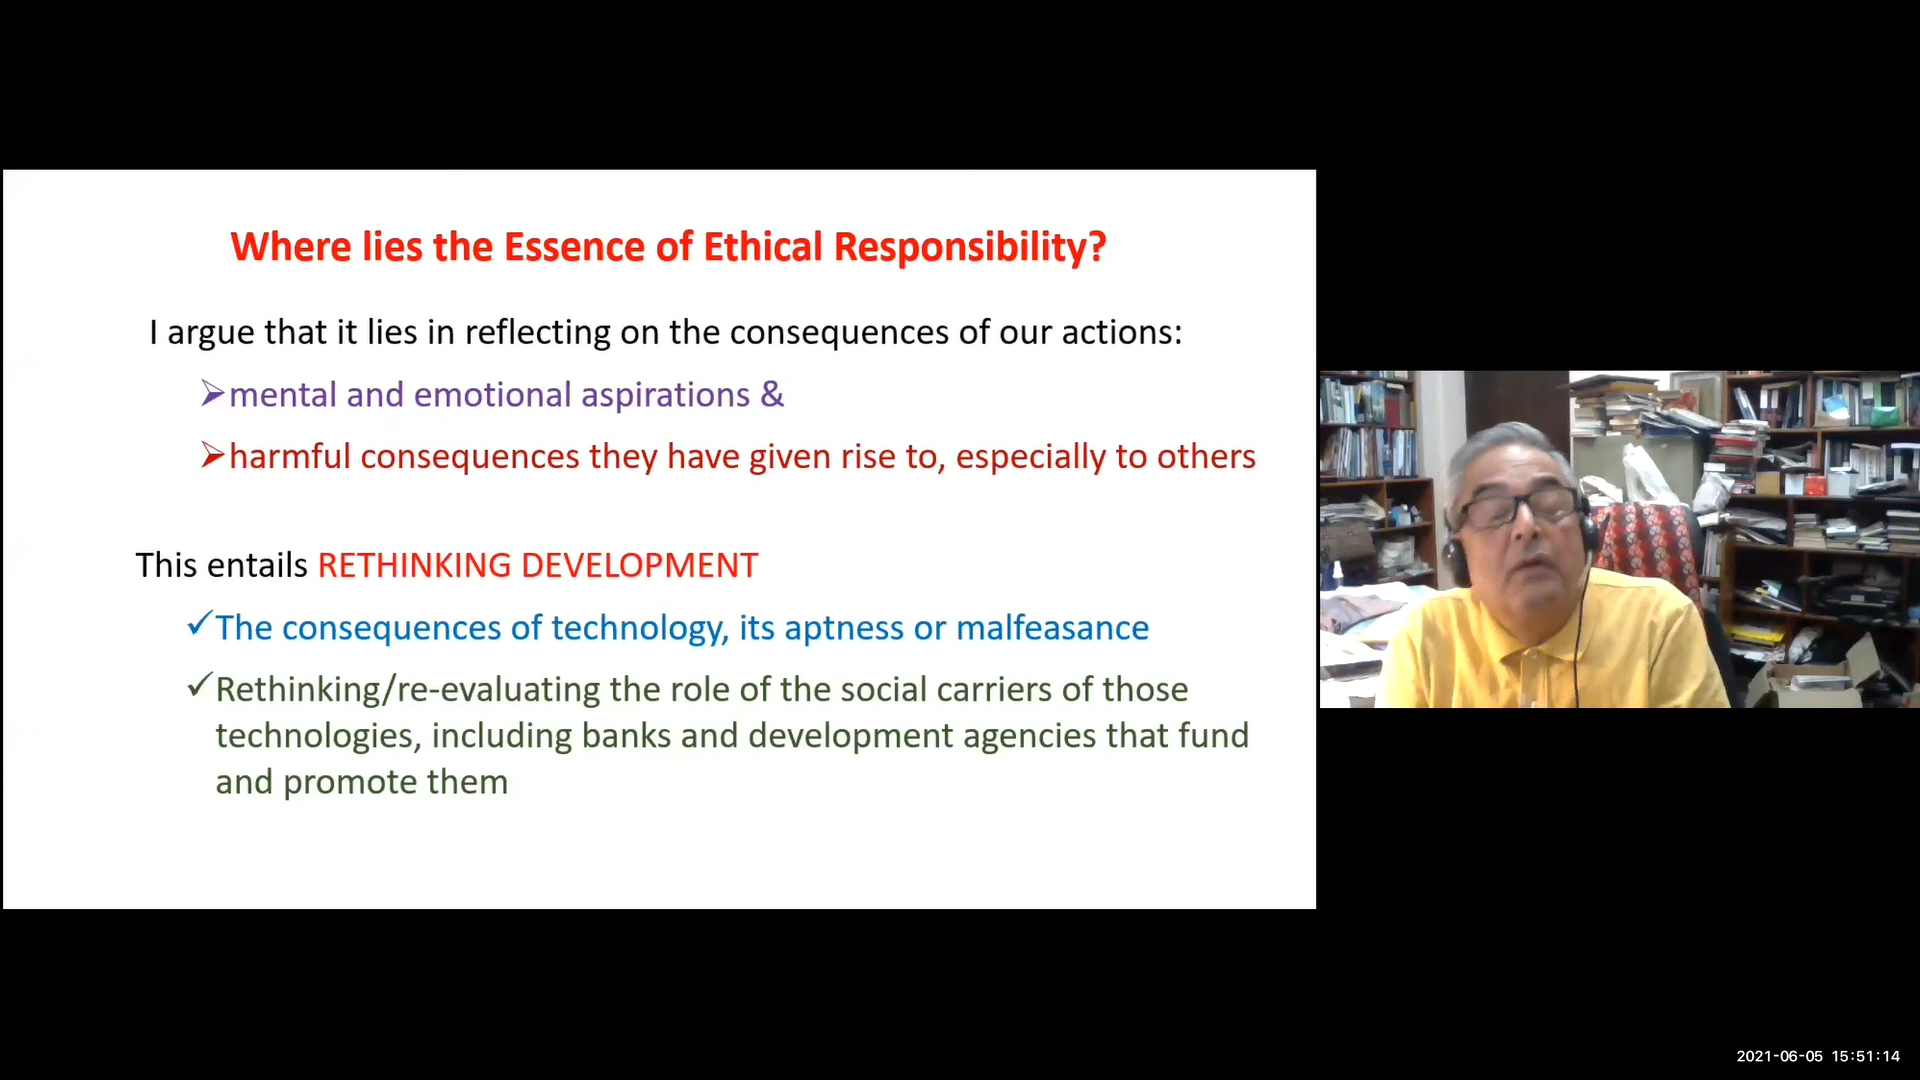 Where lies the Essence of Ethical Responsibility?
I argue that it lies in reflecting on the consequences of our actions:
➢mental and emotional aspirations &
➢harmful consequences they have given rise to, especially to others
This entails RETHINKING DEVELOPMENT
✓The consequences of technology, its aptness or malfeasance
✓Rethinking/re-evaluating the role of the social carriers of those
technologies, including banks and development agencies that fund
and promote them
2021-06-05 15:51:14